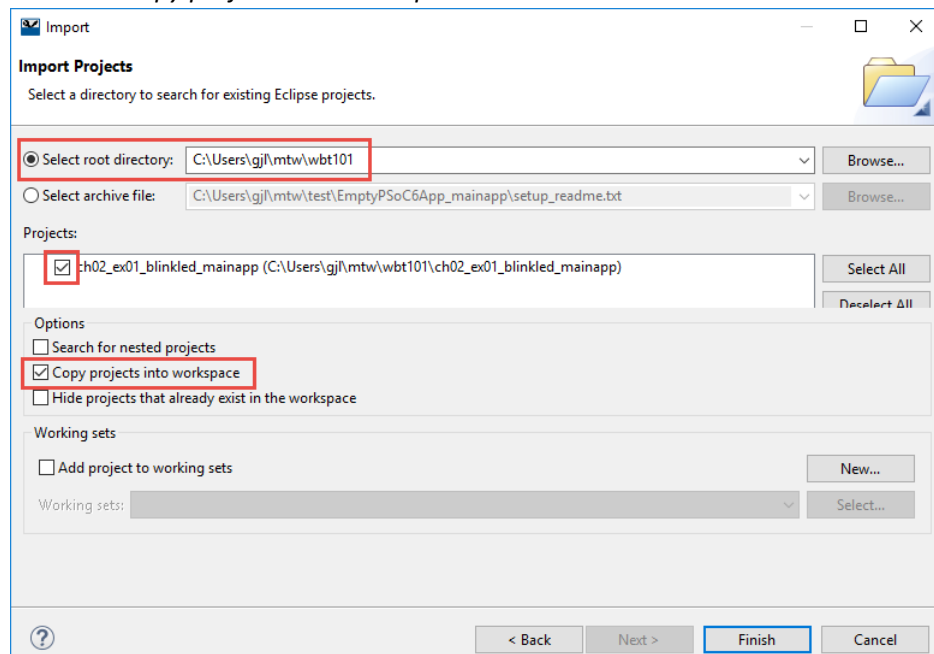 Import
Import Projects
Select a directory to search for existing Eclipse projects.
Select root directory: C:\Users\gjl\mtw\wbt101 Browse...
Select archive file: C:\Users\gjl\mtw\test\EmptyPSoC6App_mainapp\setup_readme.txt Browse...
Projects:
ch02_ex01_blinkled_mainapp (C:\Users\gjl\mtw\wbt101\ch02_ex01_blinkled_mainapp) Select All
Deselect All
Options
Search for nested projects
Copy projects into workspace
Hide projects that already exist in the workspace
Working sets
Add project to working sets New...
Working sets: Select...
? < Back Next > Finish Cancel